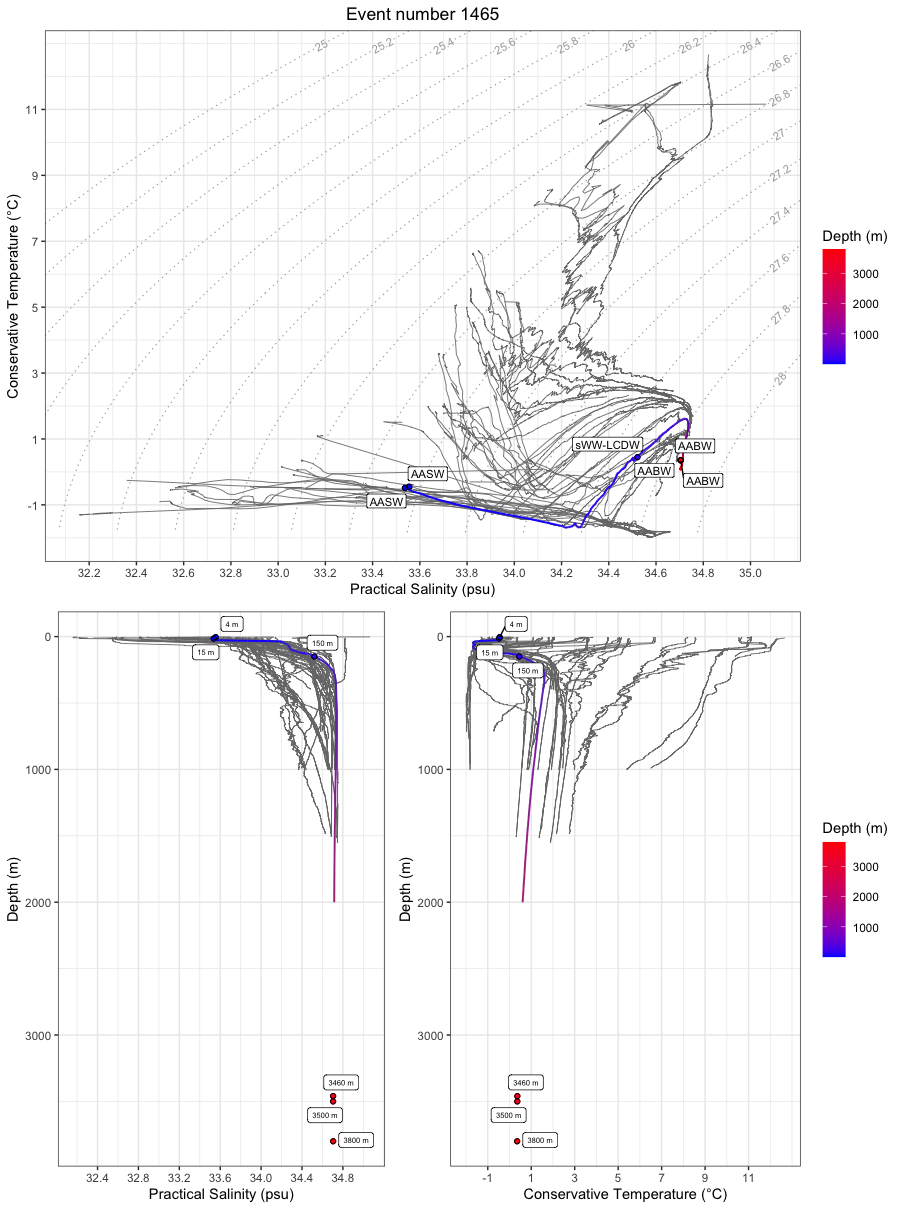 Event number 1465
25
25.2
25.4
25.6
25.8
26
26.2
26.4
26.6
26.8
27
27.2
27.4
27.6
27.8
28
11
9
7
5
3
1
-1
Conservative Temperature (°C)
sWW-LCDW
AABW
AABW
AABW
AASW
AASW
32.2 32.4 32.6 32.8 33.0 33.2 33.4 33.6 33.8 34.0 34.2 34.4 34.6 34.8 35.0
Practical Salinity (psu)
Depth (m)
3000
2000
1000
0
1000
2000
3000
Depth (m)
4 m
15 m
150 m
3460 m
3500 m
3800 m
32.4 32.8 33.2 33.6 34.0 34.4 34.8
Practical Salinity (psu)
0
1000
2000
3000
Depth (m)
4 m
15 m
150 m
3460 m
3500 m
3800 m
-1 1 3 5 7 9 11
Conservative Temperature (°C)
Depth (m)
3000
2000
1000